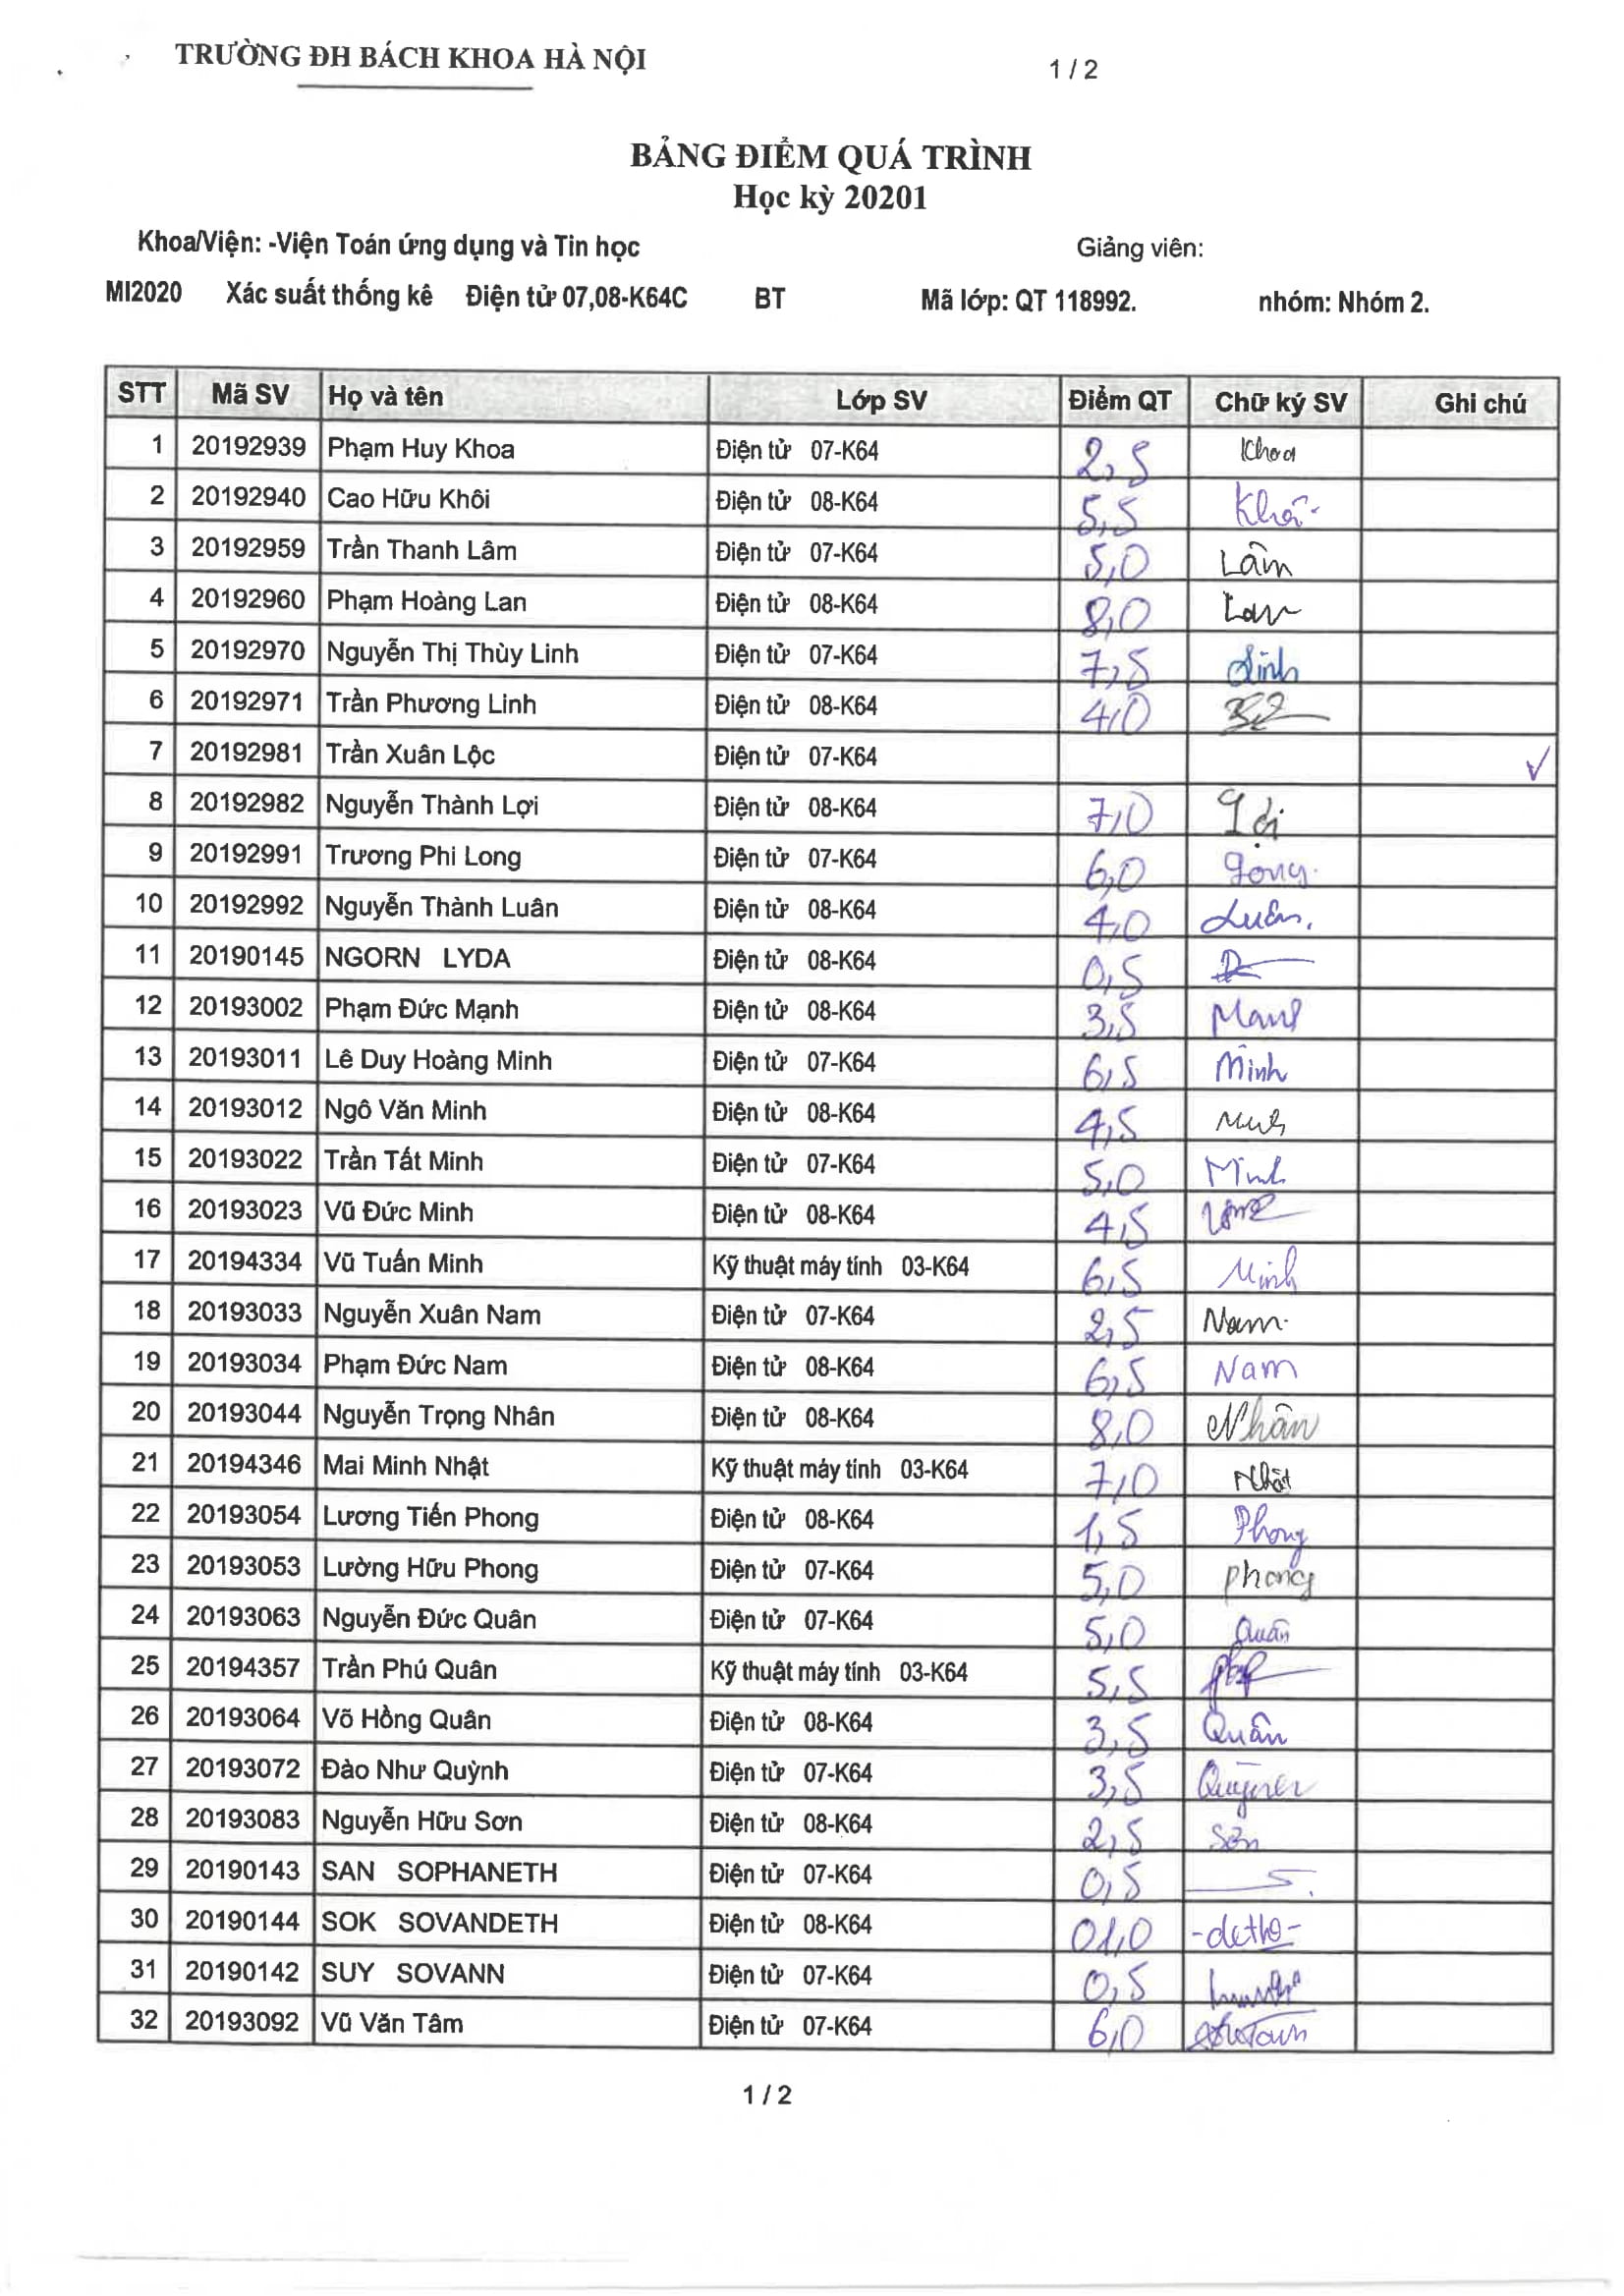 TRƯỜNG ĐH BÁCH KHOA HÀ NỘI 1 / 2
BẢNG ĐIỂM QUÁ TRÌNH
Học kỳ 20201
Khoa/Viện: -Viện Toán ứng dụng và Tin học Giảng viên:
MI2020 Xác suất thống kê Điện tử 07,08-K64C BT Mã lớp: QT 118992. nhóm: Nhóm 2.
STT Mã SV Họ và tên Lớp SV Điểm QT Chữ ký SV Ghi chú
1 20192939 Phạm Huy Khoa Điện tử 07-K64 2,5 Khoa
2 20192940 Cao Hữu Khôi Điện tử 08-K64 5,5 Khôi
3 20192959 Trần Thanh Lâm Điện tử 07-K64 5,0 Lâm
4 20192960 Phạm Hoàng Lan Điện tử 08-K64 8,0 Lan
5 20192970 Nguyễn Thị Thùy Linh Điện tử 07-K64 7,5 Linh
6 20192971 Trần Phương Linh Điện tử 08-K64 4,0
7 20192981 Trần Xuân Lộc Điện tử 07-K64 ✓
8 20192982 Nguyễn Thành Lợi Điện tử 08-K64 7,0
9 20192991 Trương Phi Long Điện tử 07-K64 6,0 Long.
10 20192992 Nguyễn Thành Luân Điện tử 08-K64 4,0 Luân.
11 20190145 NGORN LYDA Điện tử 08-K64 0,5
12 20193002 Phạm Đức Mạnh Điện tử 08-K64 3,5 Manh
13 20193011 Lê Duy Hoàng Minh Điện tử 07-K64 6,5 Minh
14 20193012 Ngô Văn Minh Điện tử 08-K64 4,5 Minh
15 20193022 Trần Tất Minh Điện tử 07-K64 5,0 Minh
16 20193023 Vũ Đức Minh Điện tử 08-K64 4,5
17 20194334 Vũ Tuấn Minh Kỹ thuật máy tính 03-K64 6,5 Minh
18 20193033 Nguyễn Xuân Nam Điện tử 07-K64 2,5 Nam.
19 20193034 Phạm Đức Nam Điện tử 08-K64 6,5 Nam
20 20193044 Nguyễn Trọng Nhân Điện tử 08-K64 8,0 Nhân
21 20194346 Mai Minh Nhật Kỹ thuật máy tính 03-K64 7,0 Nhật
22 20193054 Lương Tiến Phong Điện tử 08-K64 1,5 Phong
23 20193053 Lường Hữu Phong Điện tử 07-K64 5,0 Phong
24 20193063 Nguyễn Đức Quân Điện tử 07-K64 5,0 Quân
25 20194357 Trần Phú Quân Kỹ thuật máy tính 03-K64 5,5
26 20193064 Võ Hồng Quân Điện tử 08-K64 3,5 Quân
27 20193072 Đào Như Quỳnh Điện tử 07-K64 3,5 Quỳnh
28 20193083 Nguyễn Hữu Sơn Điện tử 08-K64 2,5 Sơn
29 20190143 SAN SOPHANETH Điện tử 07-K64 0,5
30 20190144 SOK SOVANDETH Điện tử 08-K64 01,0 -deth-
31 20190142 SUY SOVANN Điện tử 07-K64 0,5
32 20193092 Vũ Văn Tâm Điện tử 07-K64 6,0
1 / 2